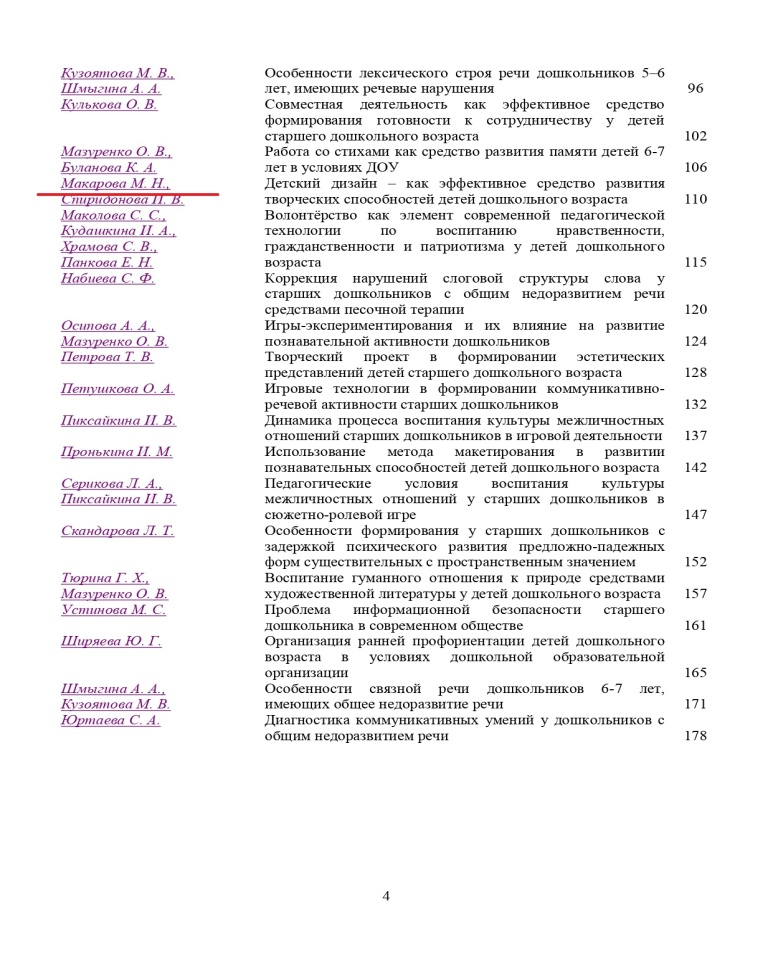 Кузоятова М. В., Особенности лексического строя речи дошкольников 5–6
Шмыгина А. А. лет, имеющих речевые нарушения 96
Кулькова О. В. Совместная деятельность как эффективное средство
формирования готовности к сотрудничеству у детей
старшего дошкольного возраста 102
Мазуренко О. В., Работа со стихами как средство развития памяти детей 6-7
Буланова К. А. лет в условиях ДОУ 106
Макарова М. Н., Детский дизайн – как эффективное средство развития
Спиридонова П. В. творческих способностей детей дошкольного возраста 110
Маколова С. С., Волонтёрство как элемент современной педагогической
Кудашкина И. А., технологии по воспитанию нравственности,
Храмова С. В., гражданственности и патриотизма у детей дошкольного
Панкова Е. Н. возраста 115
Набиева С. Ф. Коррекция нарушений слоговой структуры слова у
старших дошкольников с общим недоразвитием речи
средствами песочной терапии 120
Осипова А. А., Игры-экспериментирования и их влияние на развитие
Мазуренко О. В. познавательной активности дошкольников 124
Петрова Т. В. Творческий проект в формировании эстетических
представлений детей старшего дошкольного возраста 128
Петушкова О. А. Игровые технологии в формировании коммуникативно-
речевой активности старших дошкольников 132
Пиксайкина И. В. Динамика процесса воспитания культуры межличностных
отношений старших дошкольников в игровой деятельности 137
Пронькина И. М. Использование метода макетирования в развитии
познавательных способностей детей дошкольного возраста 142
Серикова Л. А., Педагогические условия воспитания культуры
Пиксайкина И. В. межличностных отношений у старших дошкольников в
сюжетно-ролевой игре 147
Скандарова Л. Т. Особенности формирования у старших дошкольников с
задержкой психического развития предложно-падежных
форм существительных с пространственным значением 152
Тюрина Г. Х., Воспитание гуманного отношения к природе средствами
Мазуренко О. В. художественной литературы у детей дошкольного возраста 157
Устинова М. С. Проблема информационной безопасности старшего
дошкольника в современном обществе 161
Ширяева Ю. Г. Организация ранней профориентации детей дошкольного
возраста в условиях дошкольной образовательной
организации 165
Шмыгина А. А., Особенности связной речи дошкольников 6-7 лет,
Кузоятова М. В. имеющих общее недоразвитие речи 171
Юртаева С. А. Диагностика коммуникативных умений у дошкольников с
общим недоразвитием речи 178
4